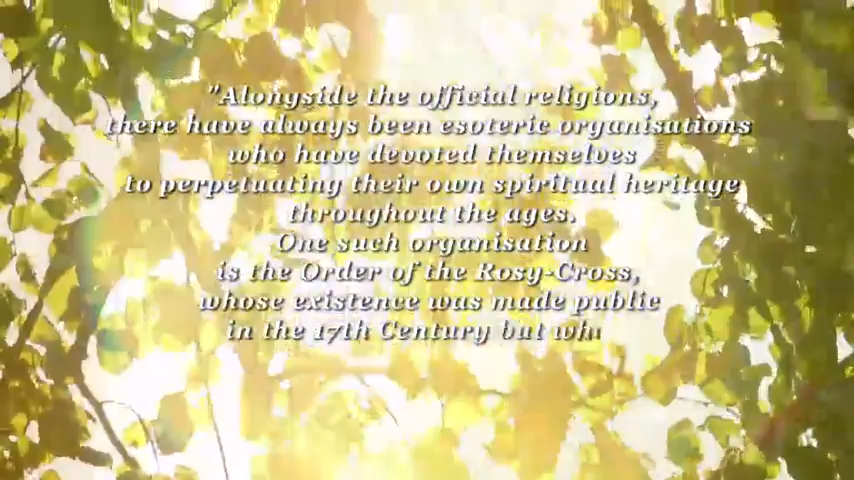 "Alongside the official religions,
there have always been esoteric organisations
who have devoted themselves
to perpetuating their own spiritual heritage
throughout the ages.
One such organisation
is the Order of the Rosy-Cross,
whose existence was made public
in the 17th Century but wh